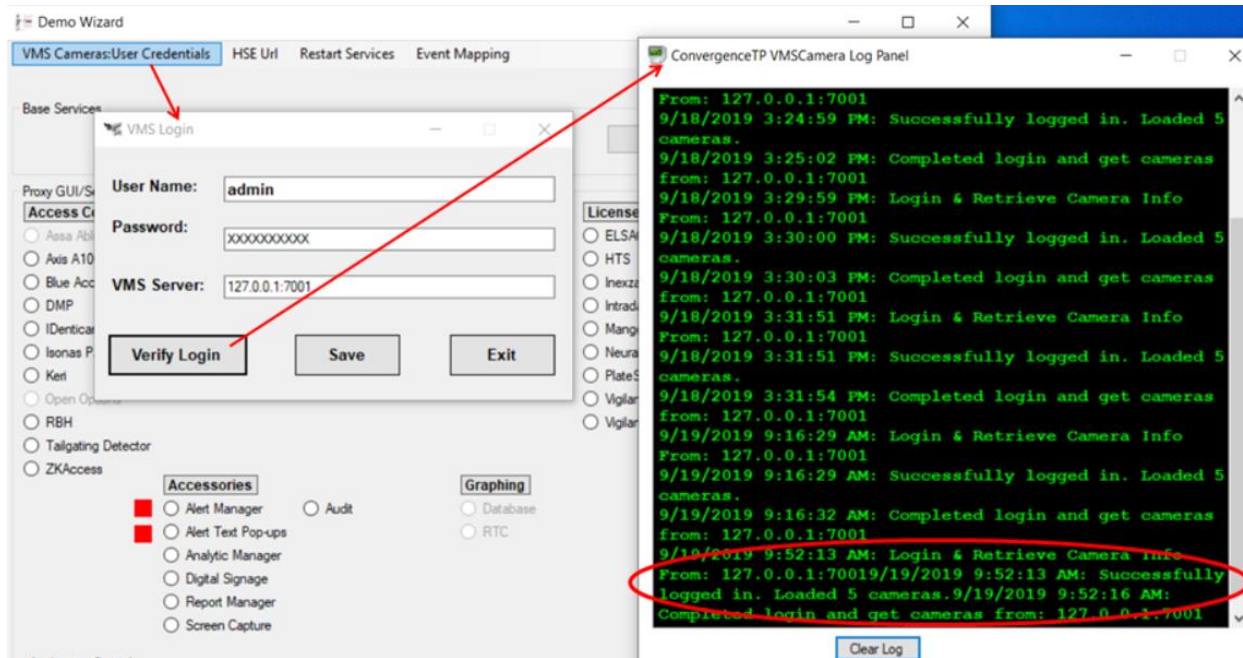 Demo Wizard
VMS Cameras:User Credentials HSE Url Restart Services Event Mapping
Base Services
VMS Login
User Name: admin
Password: XXXXXXXXXX
VMS Server: 127.0.0.1:7001
Verify Login Save Exit
Proxy GUI/S
Access C
Assa Abl
Axis A10
Blue Acc
DMP
IDentica
Isonas P
Keri
Open Options
RBH
Tailgating Detector
ZKAccess
License
ELSA
HTS
Inexza
Intrada
Mango
Neura
PlateS
Vigilan
Vigilan
Accessories
Alert Manager
Alert Text Pop-ups
Analytic Manager
Digital Signage
Report Manager
Screen Capture
Audit
Graphing
Database
RTC
ConvergenceTP VMSCamera Log Panel
From: 127.0.0.1:7001
9/18/2019 3:24:59 PM: Successfully logged in. Loaded 5
cameras.
9/18/2019 3:25:02 PM: Completed login and get cameras
from: 127.0.0.1:7001
9/18/2019 3:29:59 PM: Login & Retrieve Camera Info
From: 127.0.0.1:7001
9/18/2019 3:30:00 PM: Successfully logged in. Loaded 5
cameras.
9/18/2019 3:30:03 PM: Completed login and get cameras
from: 127.0.0.1:7001
9/18/2019 3:31:51 PM: Login & Retrieve Camera Info
From: 127.0.0.1:7001
9/18/2019 3:31:51 PM: Successfully logged in. Loaded 5
cameras.
9/18/2019 3:31:54 PM: Completed login and get cameras
from: 127.0.0.1:7001
9/19/2019 9:16:29 AM: Login & Retrieve Camera Info
From: 127.0.0.1:7001
9/19/2019 9:16:29 AM: Successfully logged in. Loaded 5
cameras.
9/19/2019 9:16:32 AM: Completed login and get cameras
from: 127.0.0.1:7001
9/19/2019 9:52:13 AM: Login & Retrieve Camera Info
From: 127.0.0.1:70019/19/2019 9:52:13 AM: Successfully
logged in. Loaded 5 cameras.9/19/2019 9:52:16 AM:
Completed login and get cameras from: 127.0.0.1:7001
Clear Log